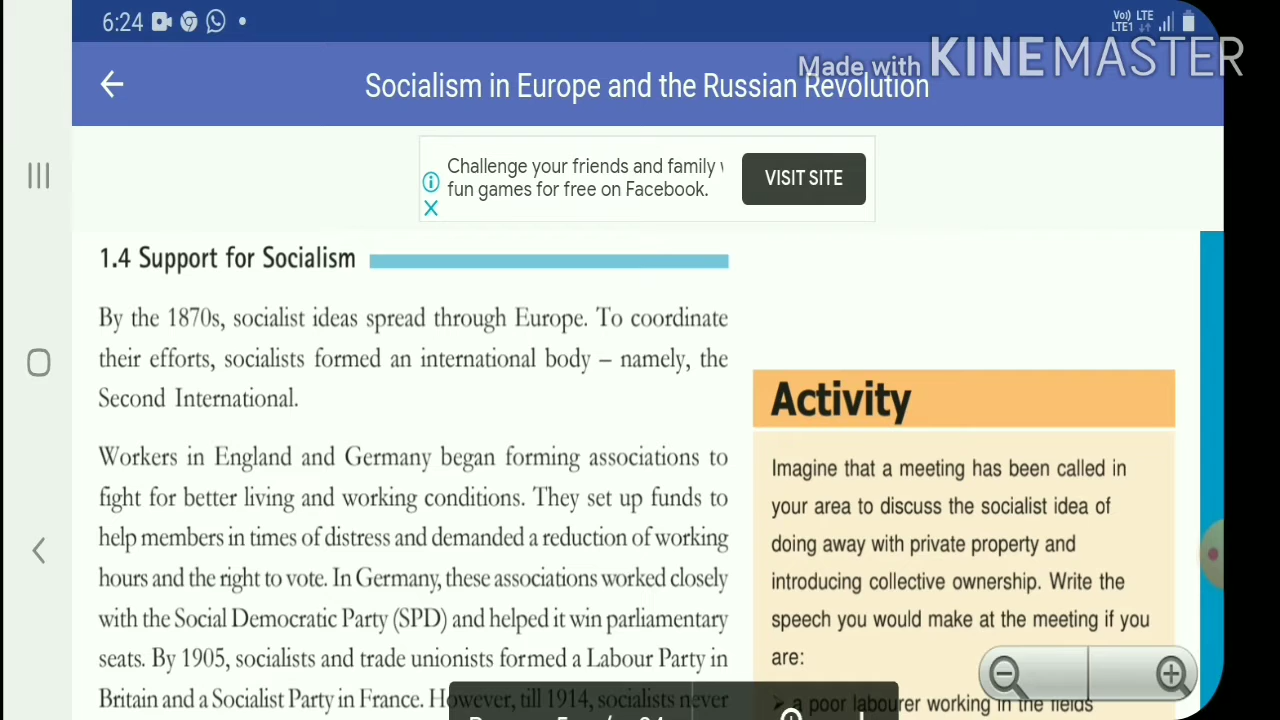 6:24
Vo) LTE
LTE1
Made with KINEMASTER
Socialism in Europe and the Russian Revolution
Challenge your friends and family
fun games for free on Facebook.
VISIT SITE
1.4 Support for Socialism
By the 1870s, socialist ideas spread through Europe. To coordinate
their efforts, socialists formed an international body – namely, the
Second International.
Workers in England and Germany began forming associations to
fight for better living and working conditions. They set up funds to
help members in times of distress and demanded a reduction of working
hours and the right to vote. In Germany, these associations worked closely
with the Social Democratic Party (SPD) and helped it win parliamentary
seats. By 1905, socialists and trade unionists formed a Labour Party in
Britain and a Socialist Party in France. However, till 1914, socialists never
Activity
Imagine that a meeting has been called in
your area to discuss the socialist idea of
doing away with private property and
introducing collective ownership. Write the
speech you would make at the meeting if you
are:
➢ a poor labourer working in the fields